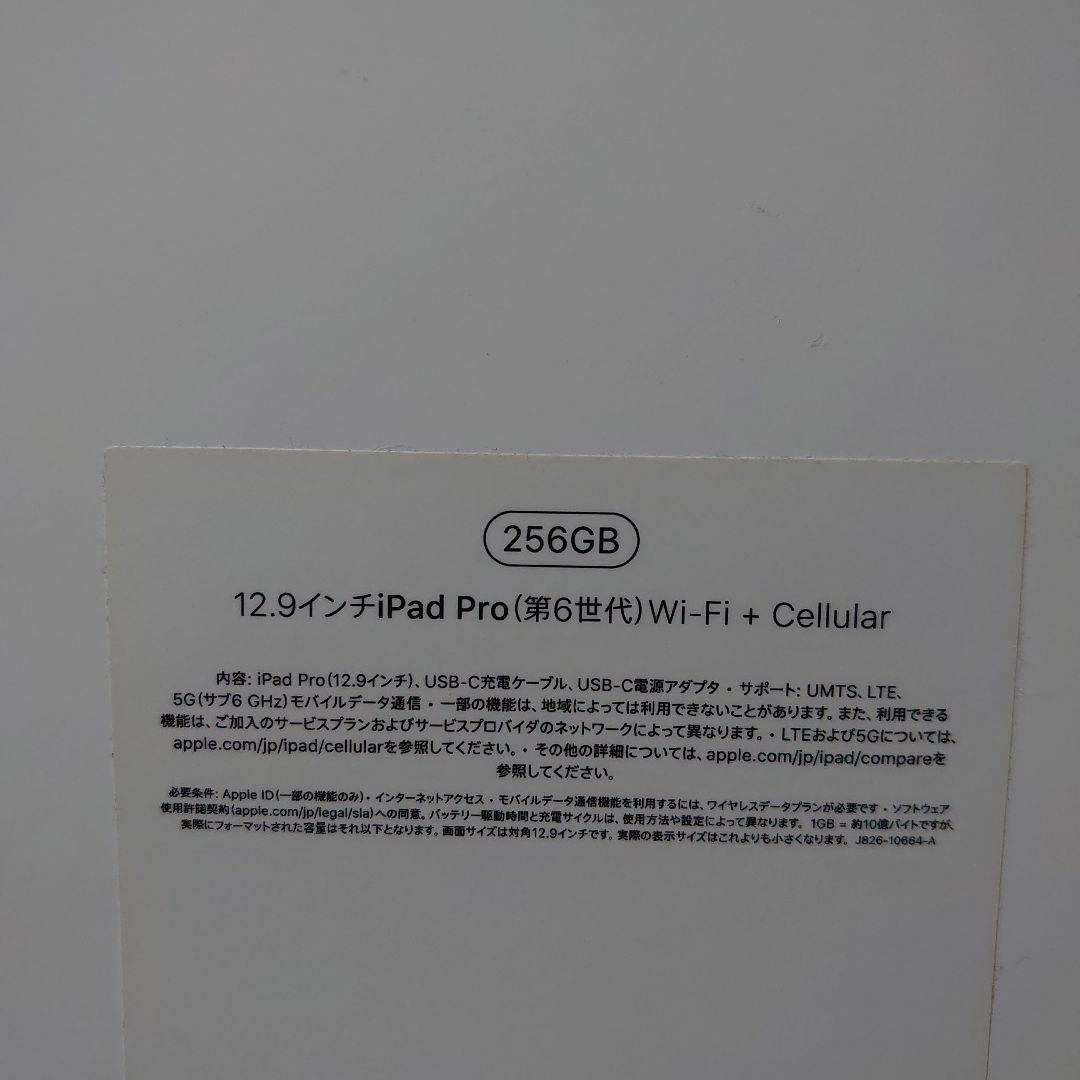 256GB
12.9インチiPad Pro(第6世代)Wi-Fi + Cellular
内容: iPad Pro(12.9インチ)、USB-C充電ケーブル、USB-C電源アダプタ・サポート: UMTS、LTE、
5G(サブ6 GHz)モバイルデータ通信・一部の機能は、地域によっては利用できないことがあります。また、利用できる
機能は、ご加入のサービスプランおよびサービスプロバイダのネットワークによって異なります。・LTEおよび5Gについては、
apple.com/jp/ipad/cellularを参照してください。・その他の詳細については、apple.com/jp/ipad/compareを
参照してください。
必要条件: Apple ID(一部の機能のみ)・インターネットアクセス・モバイルデータ通信機能を利用するには、ワイヤレスデータプランが必要です・ソフトウェア
使用許諾契約(apple.com/jp/legal/sla)への同意。バッテリー駆動時間と充電サイクルは、使用方法や設定によって異なります。1GB = 約10億バイトですが、
実際にフォーマットされた容量はそれ以下となります。画面サイズは対角12.9インチです。実際の表示サイズはこれよりも小さくなります。J826-10664-A